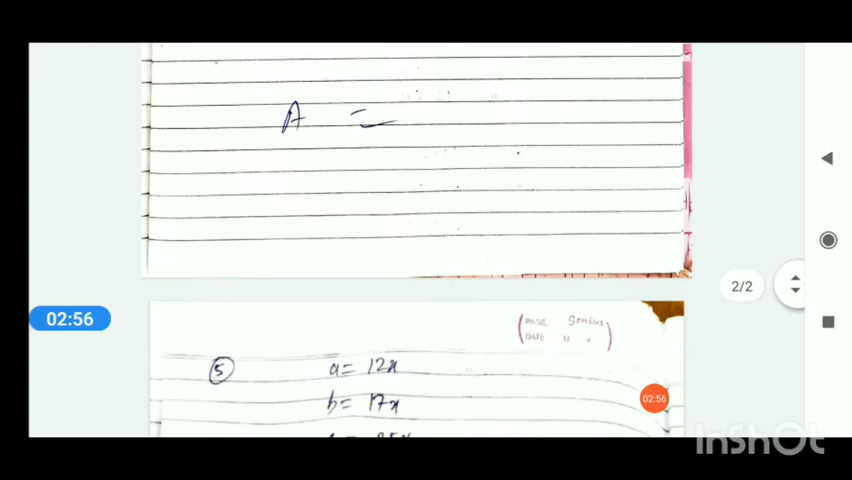 A =
2/2
02:56
PAGE Genius
DATE
5 a = 12x
02:56
b = 17x
InShOt